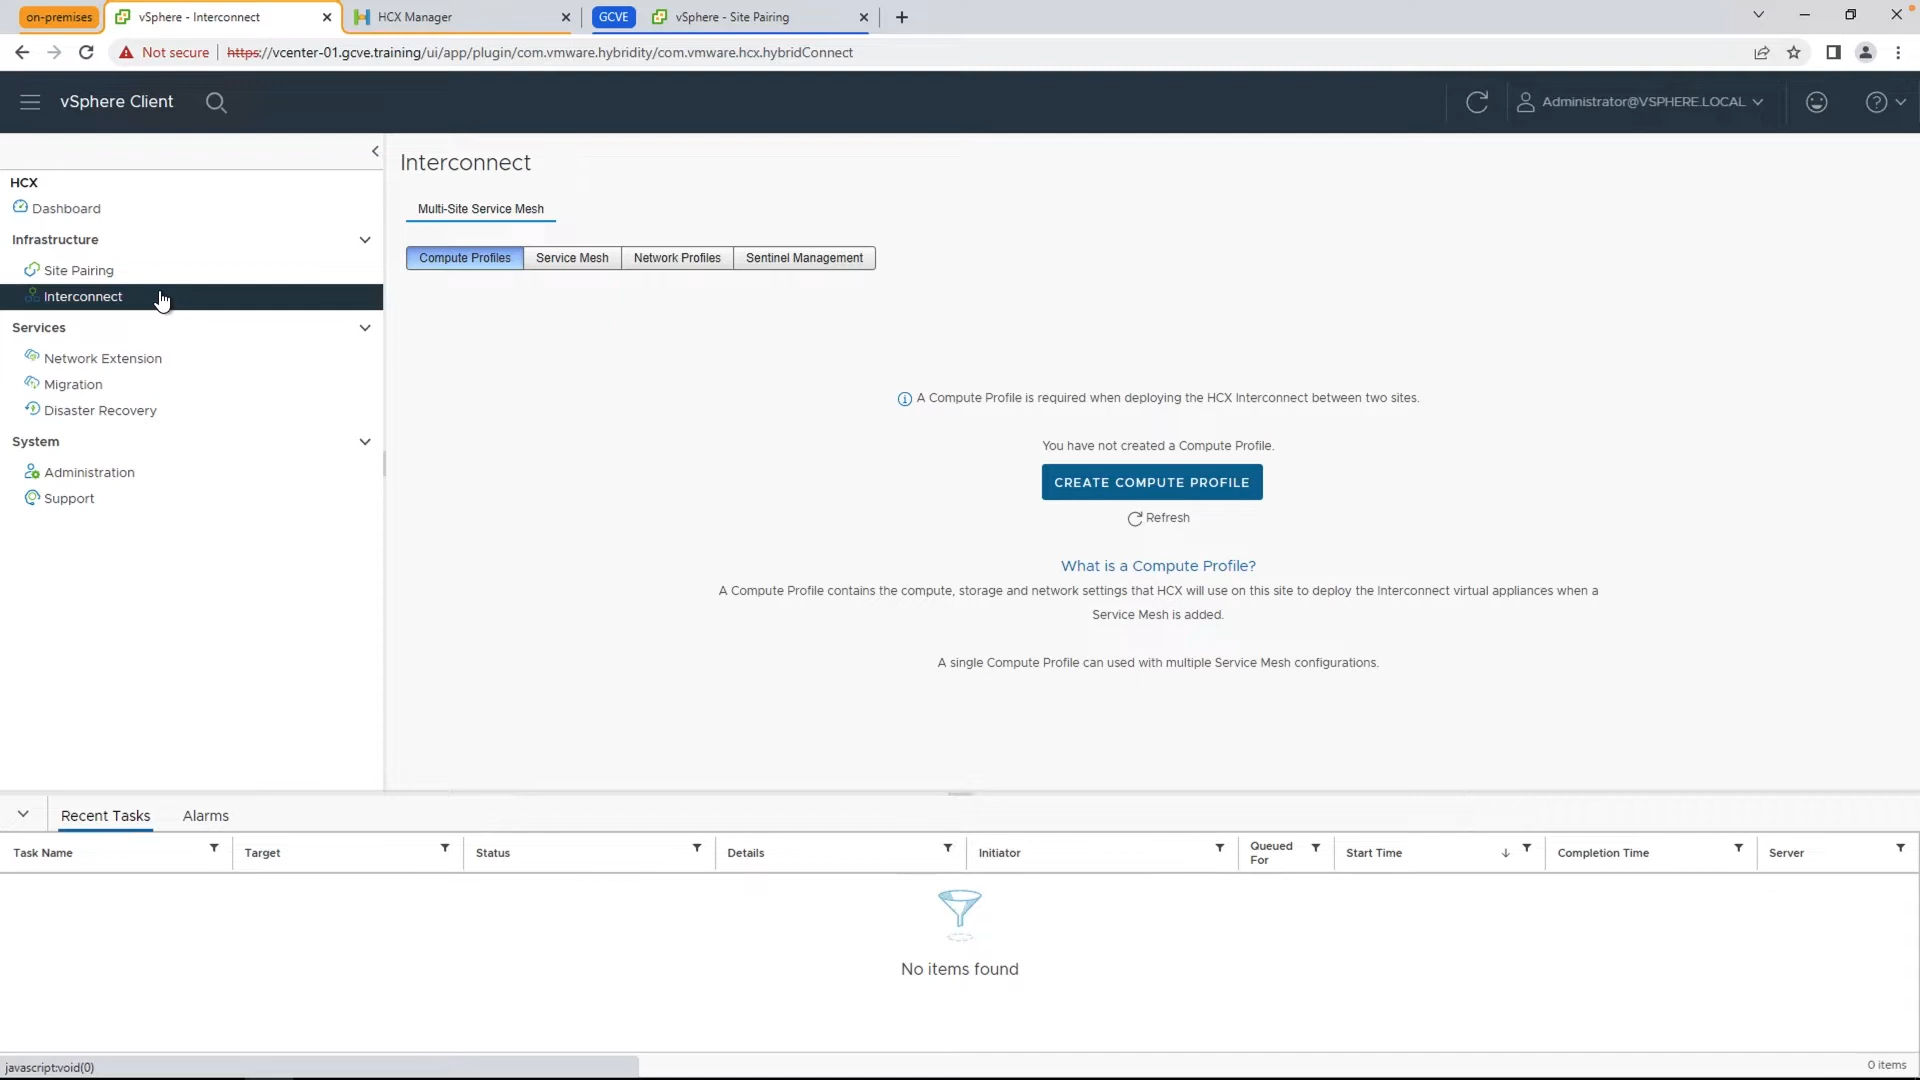 on-premises
vSphere - Interconnect
HCX Manager
GCVE
vSphere - Site Pairing
Not secure
https://vcenter-01.gcve.training/ui/app/plugin/com.vmware.hybridity/com.vmware.hcx.hybridConnect
vSphere Client
Administrator@VSPHERE.LOCAL
HCX
Dashboard
Infrastructure
Site Pairing
Interconnect
Services
Network Extension
Migration
Disaster Recovery
System
Administration
Support
Interconnect
Multi-Site Service Mesh
Compute Profiles Service Mesh Network Profiles Sentinel Management
A Compute Profile is required when deploying the HCX Interconnect between two sites.
You have not created a Compute Profile.
CREATE COMPUTE PROFILE
Refresh
What is a Compute Profile?
A Compute Profile contains the compute, storage and network settings that HCX will use on this site to deploy the Interconnect virtual appliances when a
Service Mesh is added.
A single Compute Profile can used with multiple Service Mesh configurations.
Recent Tasks Alarms
Task Name Target Status Details Initiator Queued For Start Time Completion Time Server
No items found
javascript:void(0)
0 items